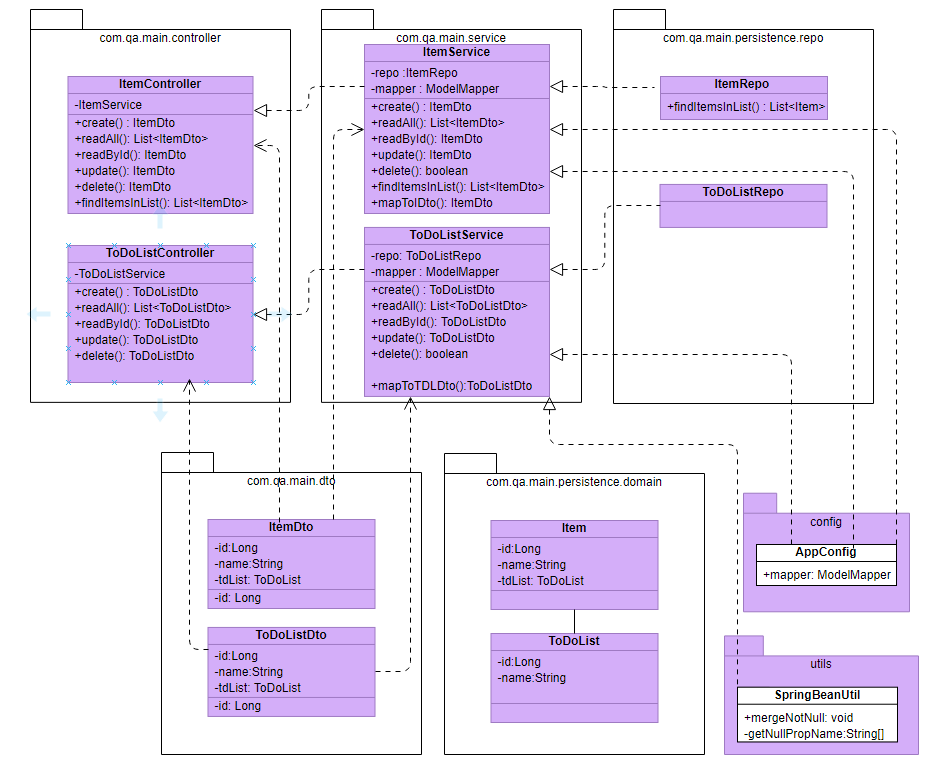 com.qa.main.controller
ItemController
-ItemService
+create() : ItemDto
+readAll(): List<ItemDto>
+readById(): ItemDto
+update(): ItemDto
+delete(): ItemDto
+findItemsInList(): List<ItemDto>
ToDoListController
-ToDoListService
+create() : ToDoListDto
+readAll(): List<ToDoListDto>
+readById(): ToDoListDto
+update(): ToDoListDto
+delete(): ToDoListDto
com.qa.main.service
ItemService
-repo :ItemRepo
-mapper : ModelMapper
+create() : ItemDto
+readAll(): List<ItemDto>
+readById(): ItemDto
+update(): ItemDto
+delete(): boolean
+findItemsInList(): List<ItemDto>
+mapToIDto(): ItemDto
ToDoListService
-repo: ToDoListRepo
-mapper : ModelMapper
+create() : ToDoListDto
+readAll(): List<ToDoListDto>
+readById(): ToDoListDto
+update(): ToDoListDto
+delete(): boolean
+mapToTDLDto():ToDoListDto
com.qa.main.persistence.repo
ItemRepo
+findItemsInList() : List<Item>
ToDoListRepo
com.qa.main.dto
ItemDto
-id:Long
-name:String
-tdList: ToDoList
-id: Long
ToDoListDto
-id:Long
-name:String
-tdList: ToDoList
-id: Long
com.qa.main.persistence.domain
Item
-id:Long
-name:String
-tdList: ToDoList
ToDoList
-id:Long
-name:String
config
AppConfig
+mapper: ModelMapper
utils
SpringBeanUtil
+mergeNotNull: void
-getNullPropName:String[]